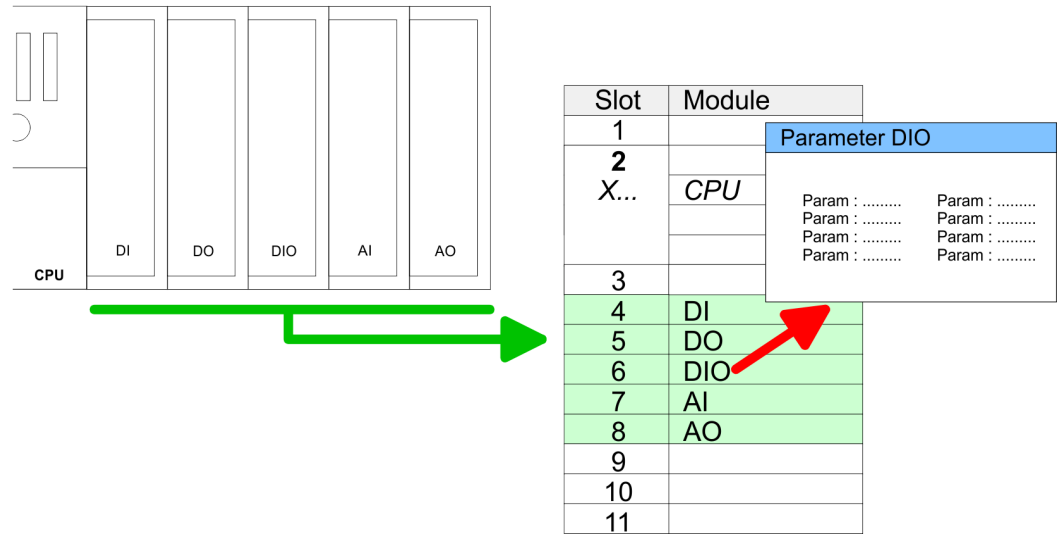 CPU
DI
DO
DIO
AI
AO
Slot Module
1
2
X... CPU
3
4 DI
5 DO
6 DIO
7 AI
8 AO
9
10
11
Parameter DIO
Param : ......... Param : .........
Param : ......... Param : .........
Param : ......... Param : .........
Param : ......... Param : .........